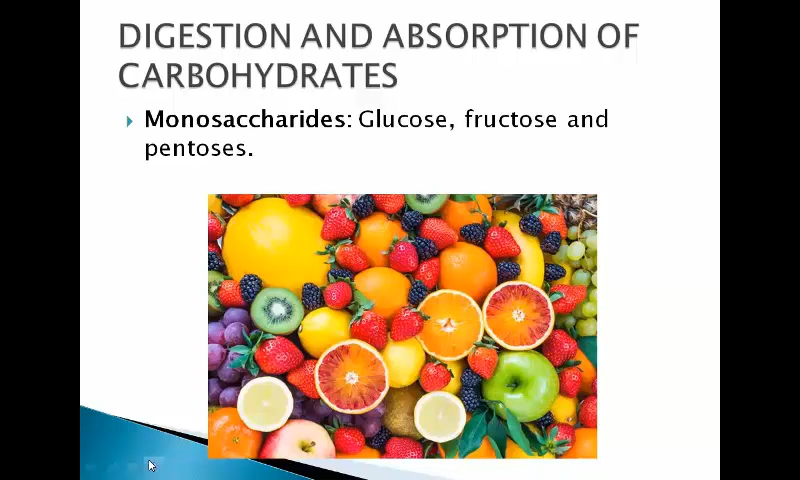 DIGESTION AND ABSORPTION OF
CARBOHYDRATES
Monosaccharides: Glucose, fructose and
pentoses.